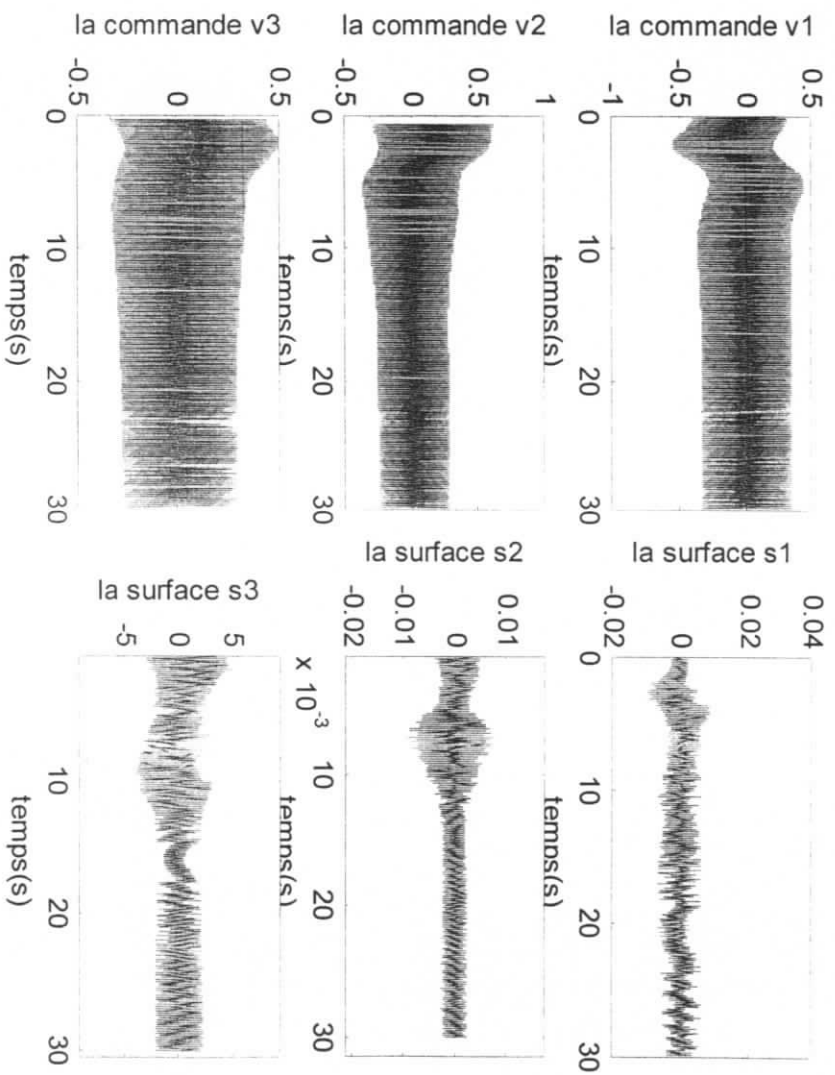 la commande v1
0.5
0
-0.5
-1
0 10 20 30
temps(s)
la surface s1
0.04
0.02
0
-0.02
0 10 20 30
temps(s)
la commande v2
1
0.5
0
-0.5
0 10 20 30
temps(s)
la surface s2
0.01
0
-0.01
-0.02
10 20 30
temps(s)
la commande v3
0.5
0
-0.5
0 10 20 30
temps(s)
x 10⁻³
la surface s3
5
0
-5
10 20 30
temps(s)